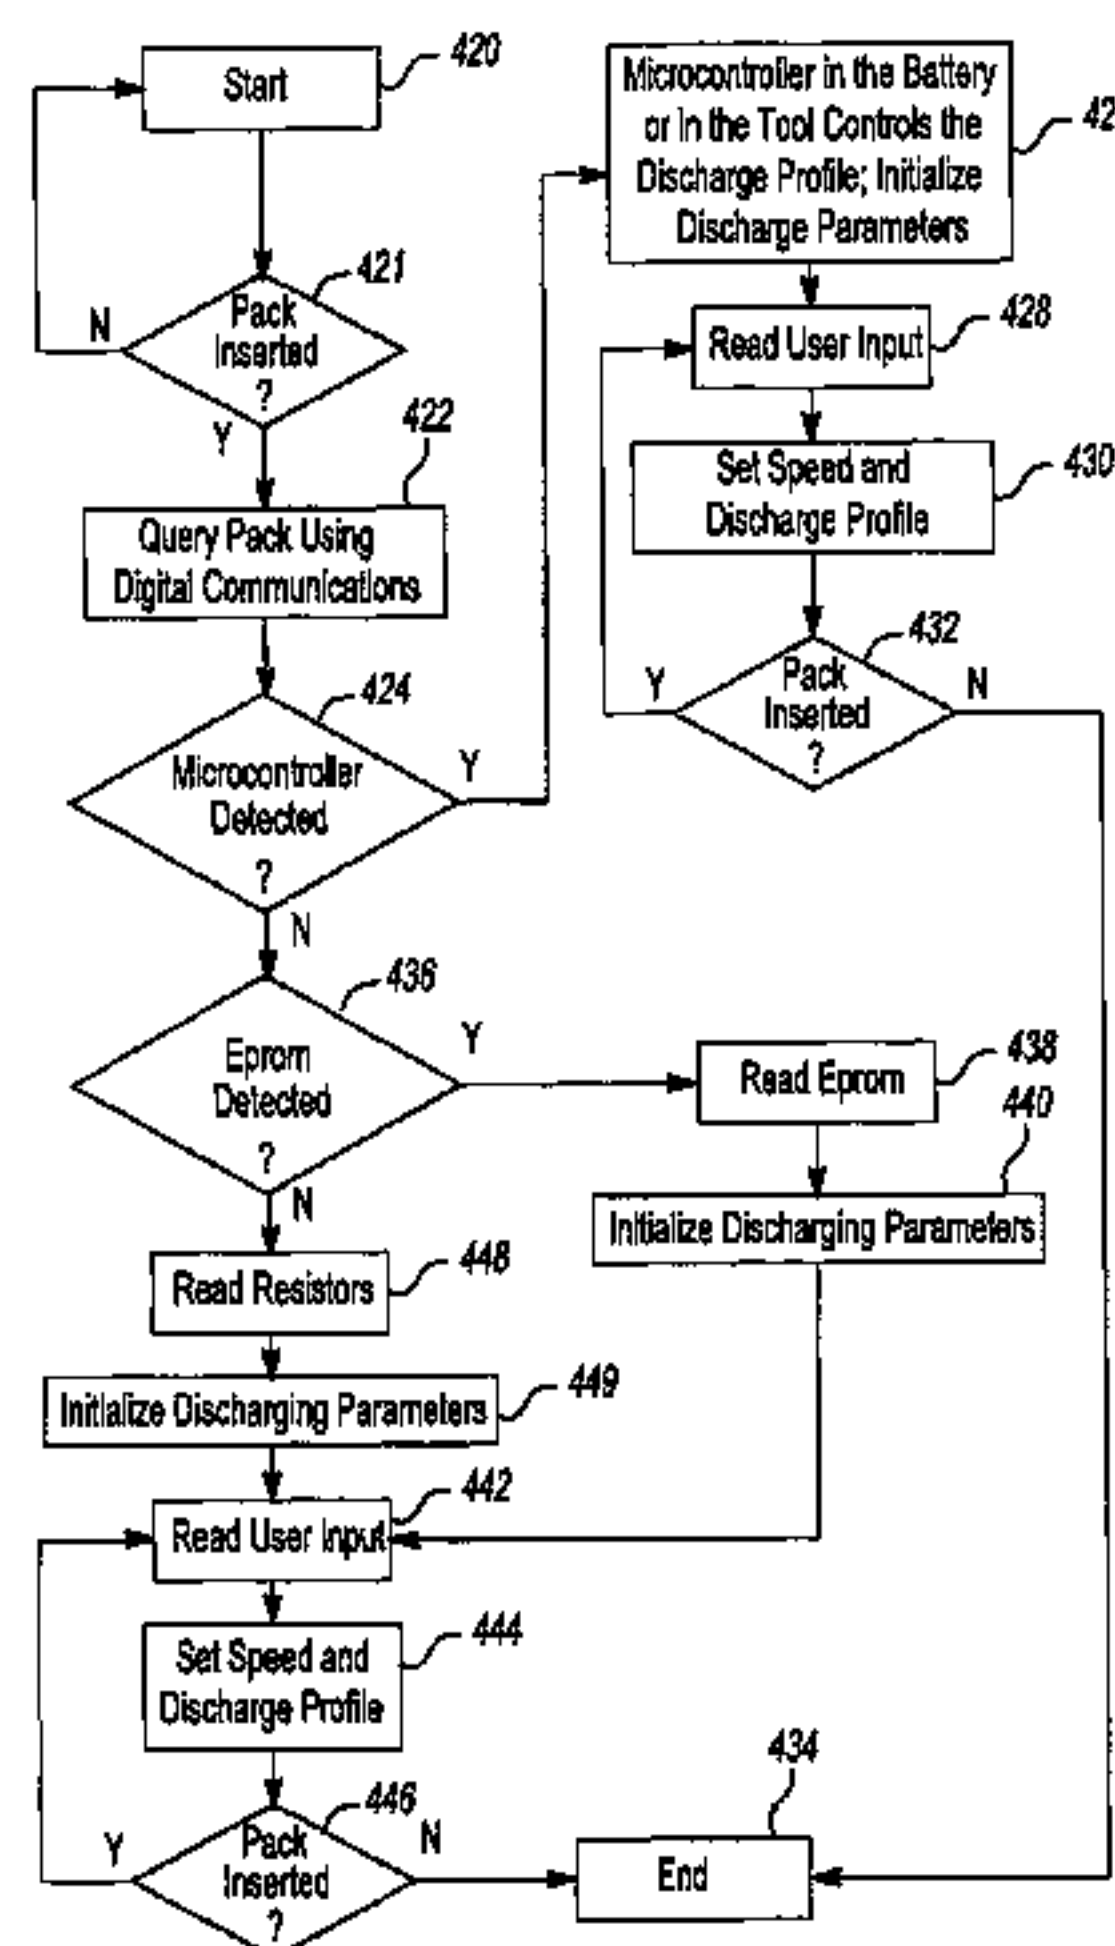 420
Start
421
Pack
Inserted
?
N
Y
422
Query Pack Using
Digital Communications
424
Microcontroller
Detected
?
Y
N
Microcontroller in the Battery
or in the Tool Controls the
Discharge Profile; Initialize
Discharge Parameters
42
428
Read User Input
430
Set Speed and
Discharge Profile
432
Pack
Inserted
?
Y
N
436
Eprom
Detected
?
Y
N
438
Read Eprom
440
Initialize Discharging Parameters
448
Read Resistors
449
Initialize Discharging Parameters
442
Read User Input
444
Set Speed and
Discharge Profile
446
Pack
Inserted
?
Y
N
434
End